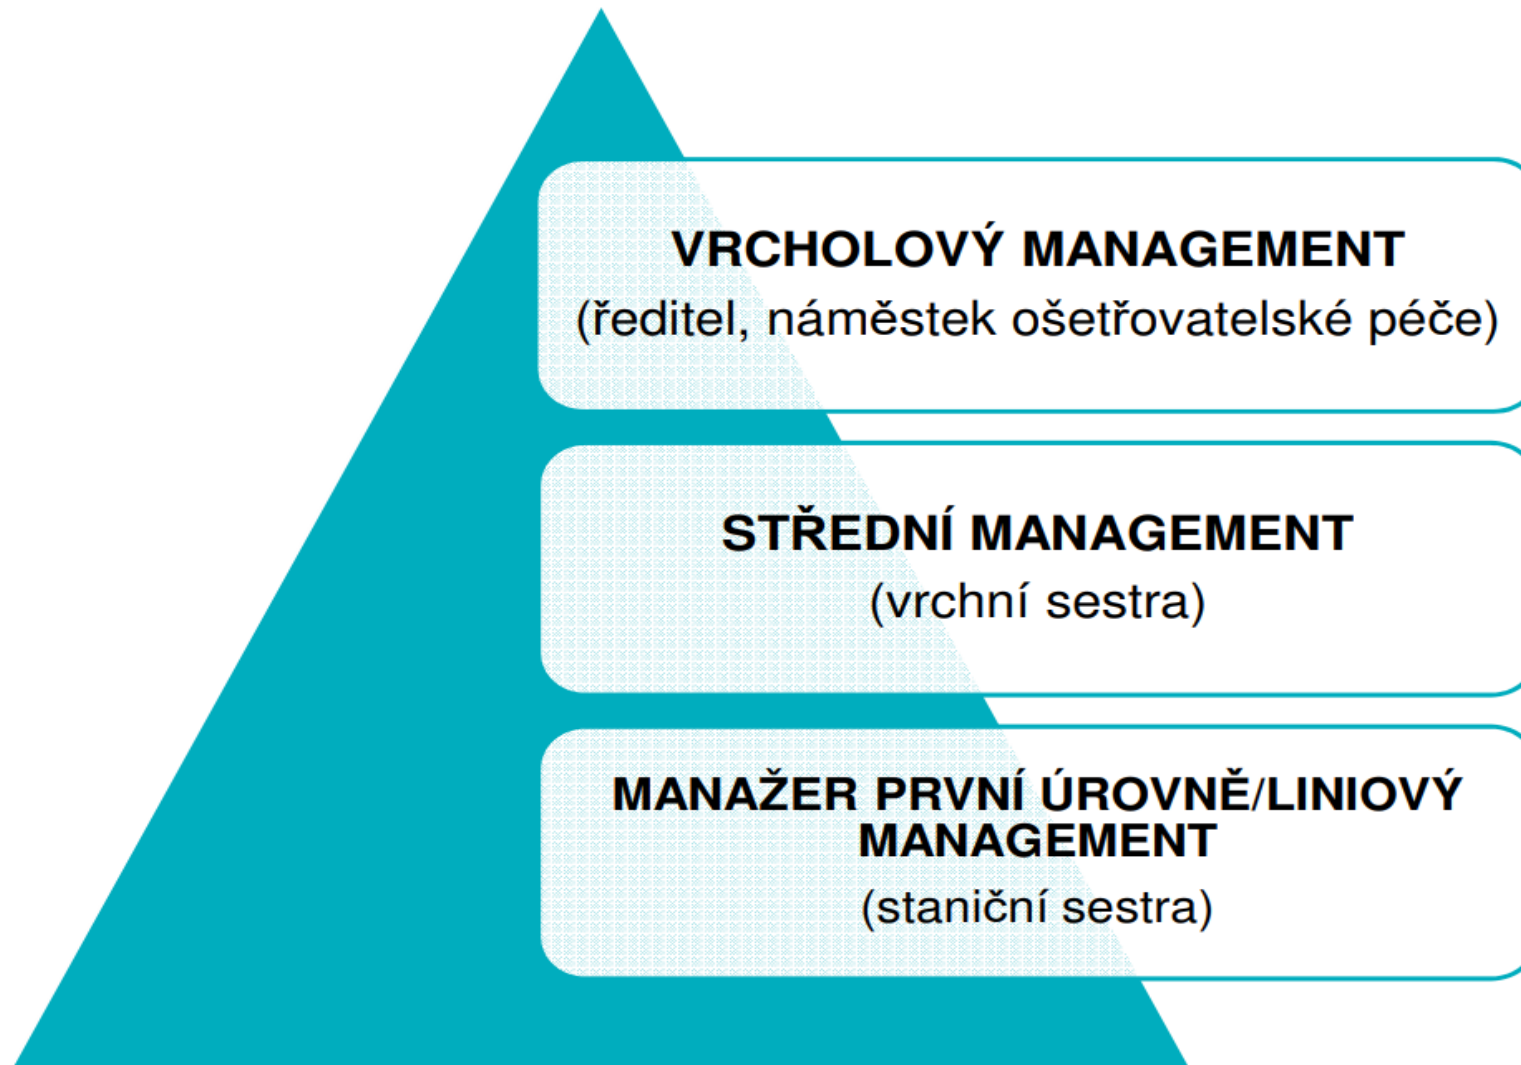 VRCHOLOVÝ MANAGEMENT
(ředitel, náměstek ošetřovatelské péče)
STŘEDNÍ MANAGEMENT
(vrchní sestra)
MANAŽER PRVNÍ ÚROVNĚ/LINIOVÝ
MANAGEMENT
(staniční sestra)